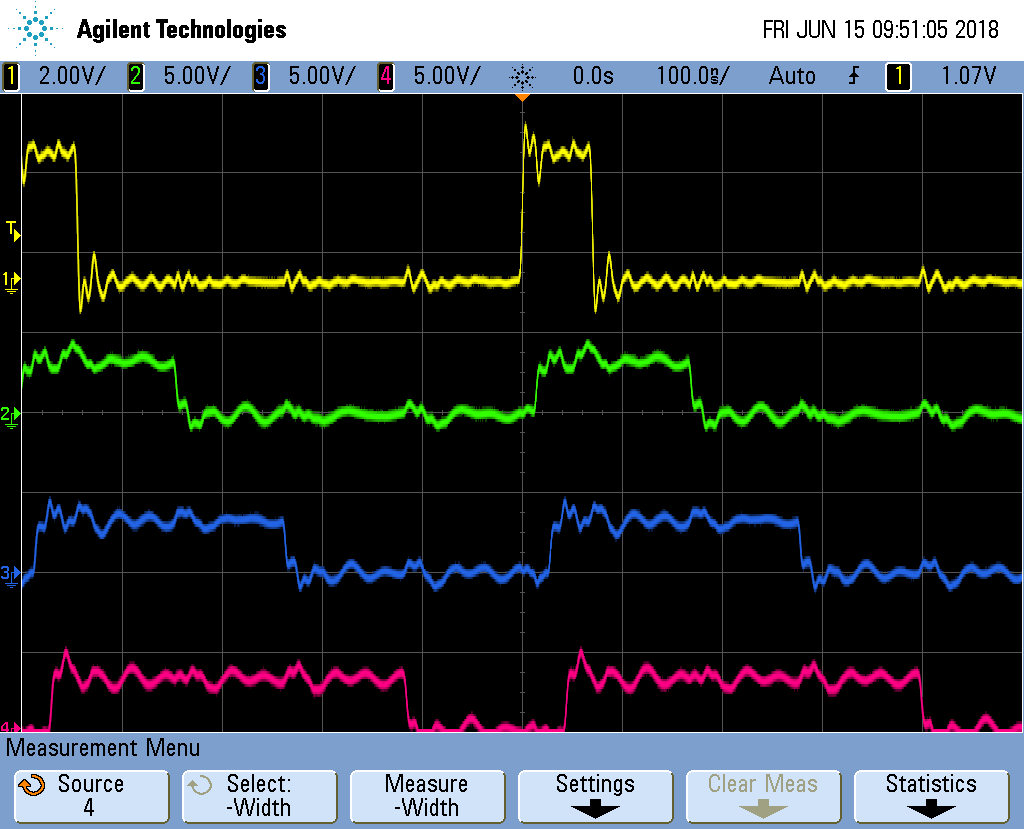 Agilent Technologies FRI JUN 15 09:51:05 2018
1 2.00V/ 2 5.00V/ 3 5.00V/ 4 5.00V/ 0.0s 100.0ns/ Auto 1 1.07V
T
1
2
3
4
Measurement Menu
Source Select: Measure Settings Clear Meas Statistics
4 -Width -Width